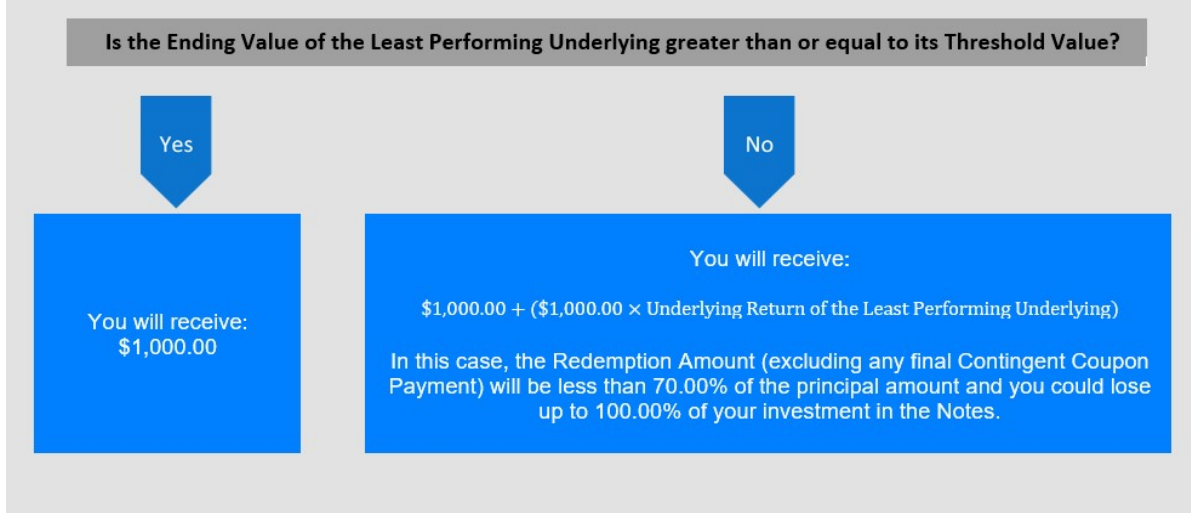 Is the Ending Value of the Least Performing Underlying greater than or equal to its Threshold Value?
Yes
No
You will receive:
$1,000.00
You will receive:
$1,000.00 + ($1,000.00 × Underlying Return of the Least Performing Underlying)
In this case, the Redemption Amount (excluding any final Contingent Coupon
Payment) will be less than 70.00% of the principal amount and you could lose
up to 100.00% of your investment in the Notes.